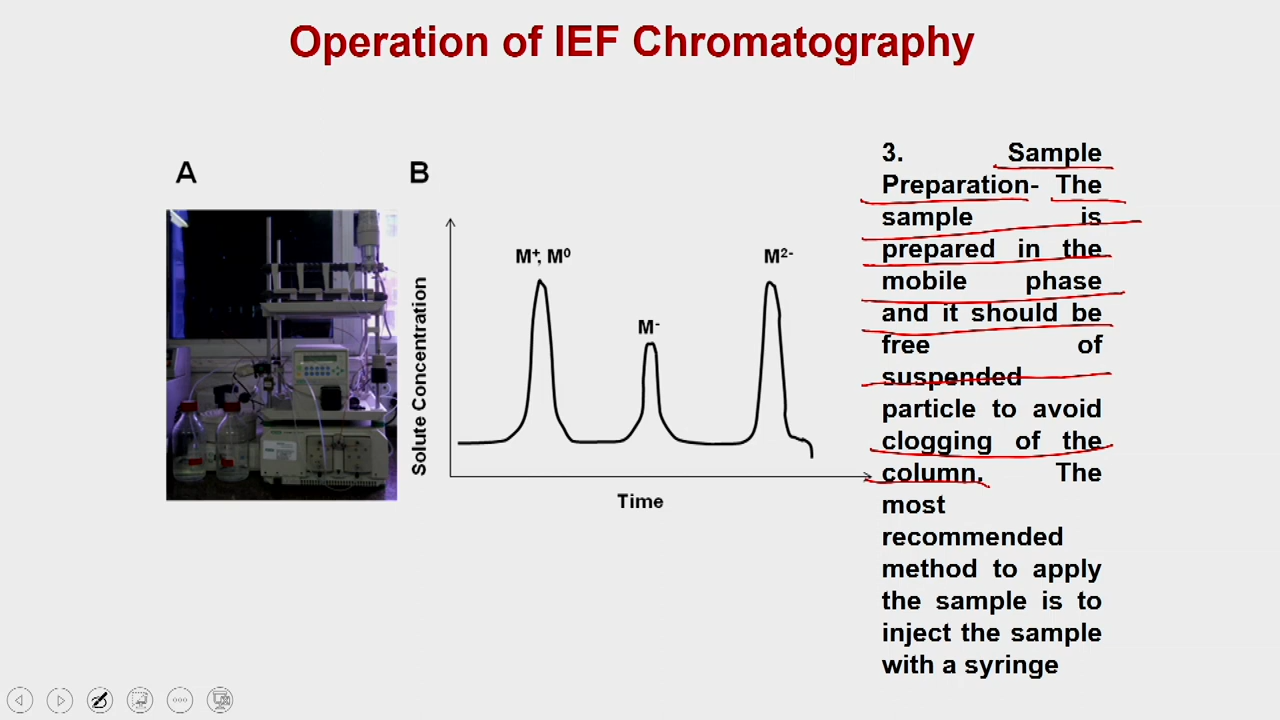 Operation of IEF Chromatography
A
B
M⁺, M⁰
M⁻
M²⁻
Solute Concentration
Time
3. Sample
Preparation- The
sample is
prepared in the
mobile phase
and it should be
free of
suspended
particle to avoid
clogging of the
column. The
most
recommended
method to apply
the sample is to
inject the sample
with a syringe